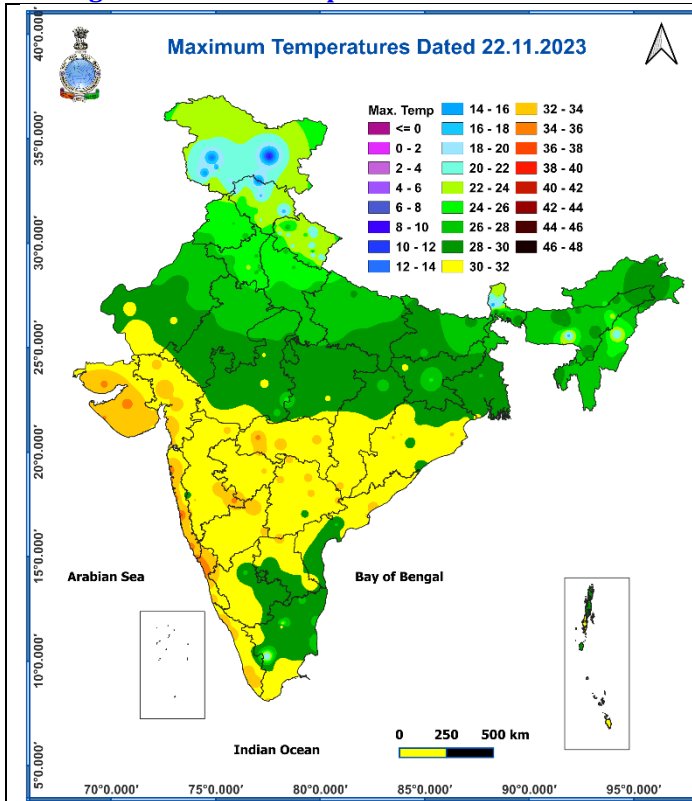 Maximum Temperatures Dated 22.11.2023
Max. Temp
<= 0
0 - 2
2 - 4
4 - 6
6 - 8
8 - 10
10 - 12
12 - 14
14 - 16
16 - 18
18 - 20
20 - 22
22 - 24
24 - 26
26 - 28
28 - 30
30 - 32
32 - 34
34 - 36
36 - 38
38 - 40
40 - 42
42 - 44
44 - 46
46 - 48
40°0.000'
35°0.000'
30°0.000'
25°0.000'
20°0.000'
15°0.000'
10°0.000'
5°0.000'
Arabian Sea
Bay of Bengal
Indian Ocean
0 250 500 km
70°0.000' 75°0.000' 80°0.000' 85°0.000' 90°0.000' 95°0.000'